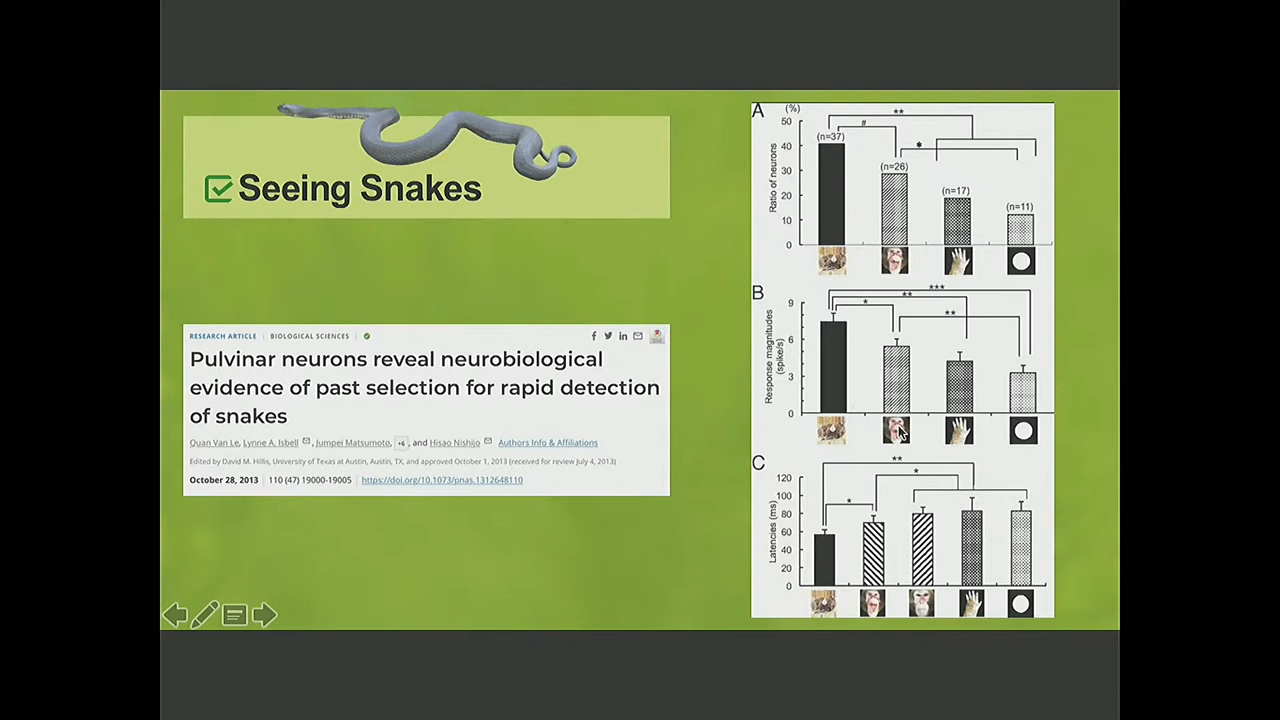 Seeing Snakes
RESEARCH ARTICLE | BIOLOGICAL SCIENCES |
Pulvinar neurons reveal neurobiological
evidence of past selection for rapid detection
of snakes
Quan Van Le, Lynne A. Isbell, Jumpei Matsumoto, +6, and Hisao Nishijo Authors Info & Affiliations
Edited by David M. Hillis, University of Texas at Austin, Austin, TX, and approved October 1, 2013 (received for review July 4, 2013)
October 28, 2013 | 110 (47) 19000-19005 | https://doi.org/10.1073/pnas.1312648110
A
(%)
Ratio of neurons
50
40
30
20
10
0
**
#
*
(n=37)
(n=26)
(n=17)
(n=11)
B
Response magnitudes
(spike/s)
9
6
3
0
***
**
*
**
C
Latencies (ms)
120
100
80
60
40
20
0
**
*
*